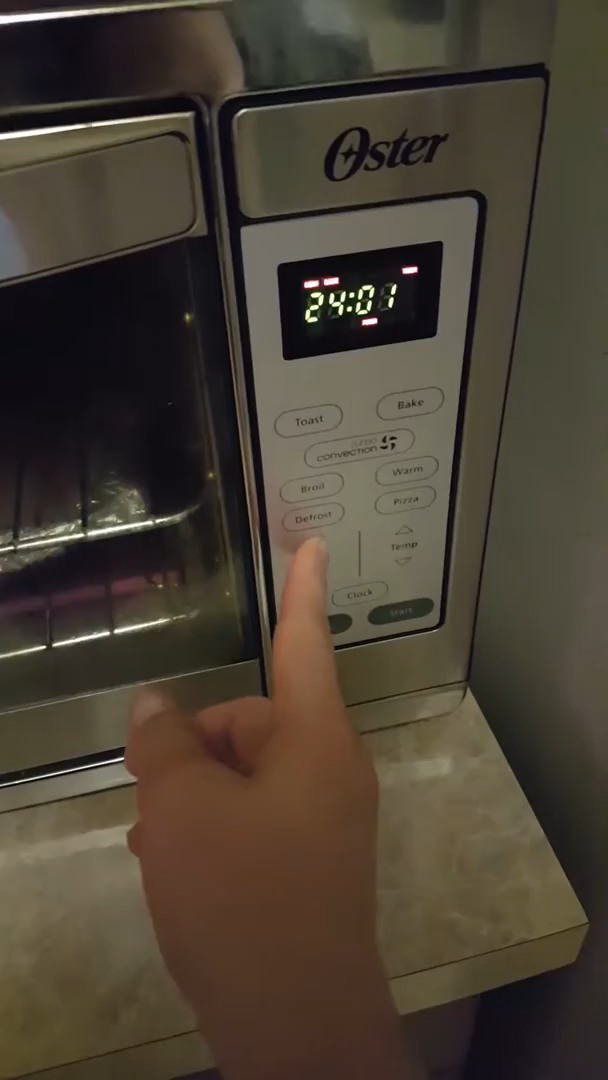 Oster
24:01
Toast
Bake
TURBO
convection
Warm
Broil
Pizza
Defrost
Temp
Clock
Start